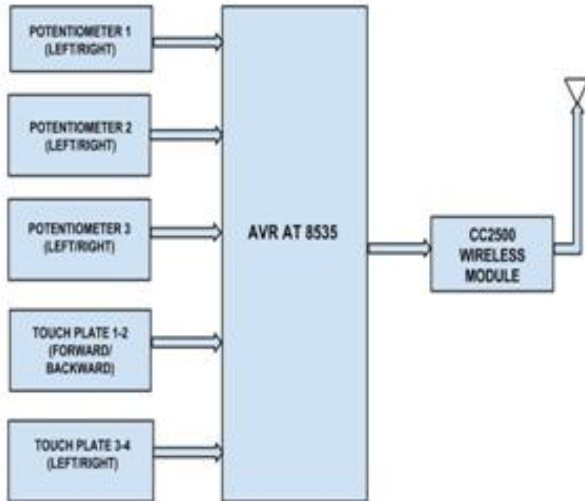 POTENTIOMETER 1
(LEFT/RIGHT)
POTENTIOMETER 2
(LEFT/RIGHT)
POTENTIOMETER 3
(LEFT/RIGHT)
TOUCH PLATE 1-2
(FORWARD/
BACKWARD)
TOUCH PLATE 3-4
(LEFT/RIGHT)
AVR AT 8535
CC2500
WIRELESS
MODULE